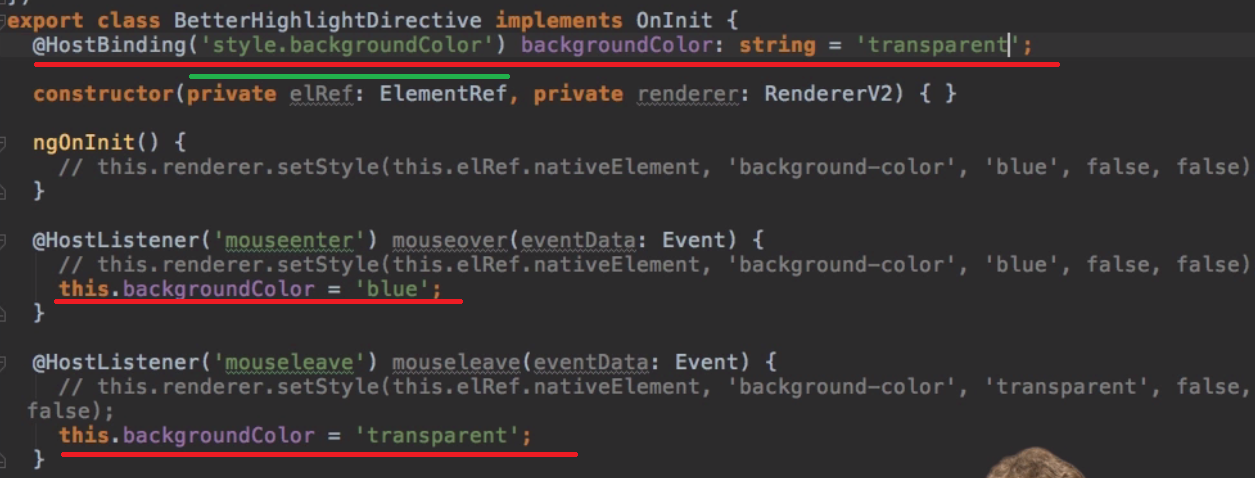 export class BetterHighlightDirective implements OnInit {
@HostBinding('style.backgroundColor') backgroundColor: string = 'transparent';
constructor(private elRef: ElementRef, private renderer: RendererV2) { }
ngOnInit() {
// this.renderer.setStyle(this.elRef.nativeElement, 'background-color', 'blue', false, false)
}
@HostListener('mouseenter') mouseover(eventData: Event) {
// this.renderer.setStyle(this.elRef.nativeElement, 'background-color', 'blue', false, false)
this.backgroundColor = 'blue';
}
@HostListener('mouseleave') mouseleave(eventData: Event) {
// this.renderer.setStyle(this.elRef.nativeElement, 'background-color', 'transparent', false,
false);
this.backgroundColor = 'transparent';
}